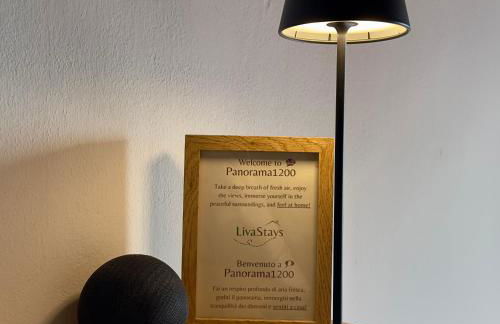 Welcome to
Panorama1200
Take a deep breath of fresh air, enjoy
the views, immerse yourself in the
peaceful surroundings, and feel at home!
LivaStays
Benvenuto a
Panorama1200
Fai un respiro profondo di aria fresca,
goditi il panorama, immergiti nella
tranquillità dei dintorni e sentiti a casa!